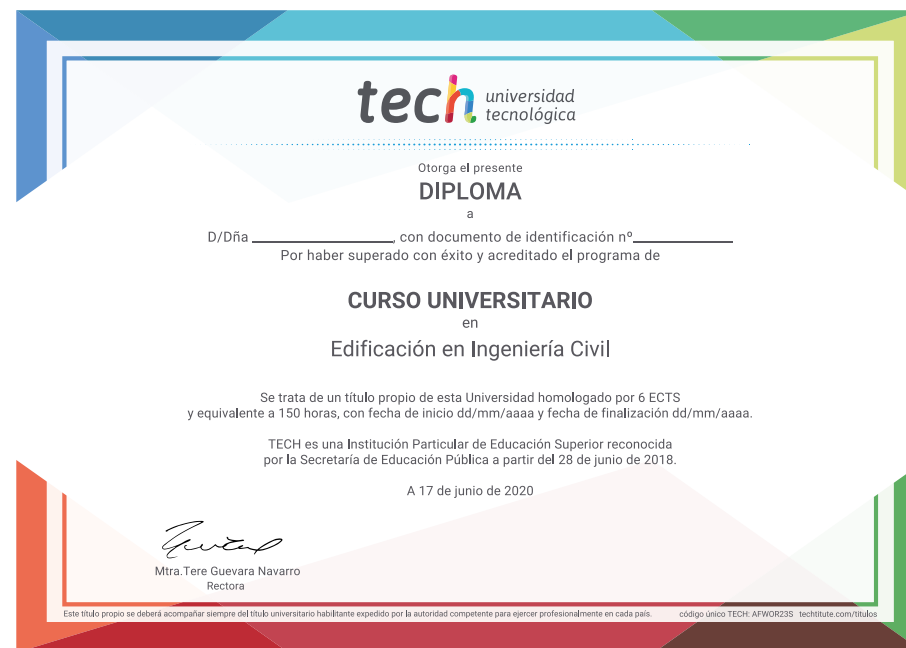 tech universidad
tecnológica
Otorga el presente
DIPLOMA
a
D/Dña ____________________, con documento de identificación nº______________
Por haber superado con éxito y acreditado el programa de
CURSO UNIVERSITARIO
en
Edificación en Ingeniería Civil
Se trata de un título propio de esta Universidad homologado por 6 ECTS
y equivalente a 150 horas, con fecha de inicio dd/mm/aaaa y fecha de finalización dd/mm/aaaa.
TECH es una Institución Particular de Educación Superior reconocida
por la Secretaría de Educación Pública a partir del 28 de junio de 2018.
A 17 de junio de 2020
Mtra.Tere Guevara Navarro
Rectora
Este título propio se deberá acompañar siempre del título universitario habilitante expedido por la autoridad competente para ejercer profesionalmente en cada país. código único TECH: AFWOR23S techtitute.com/titulos